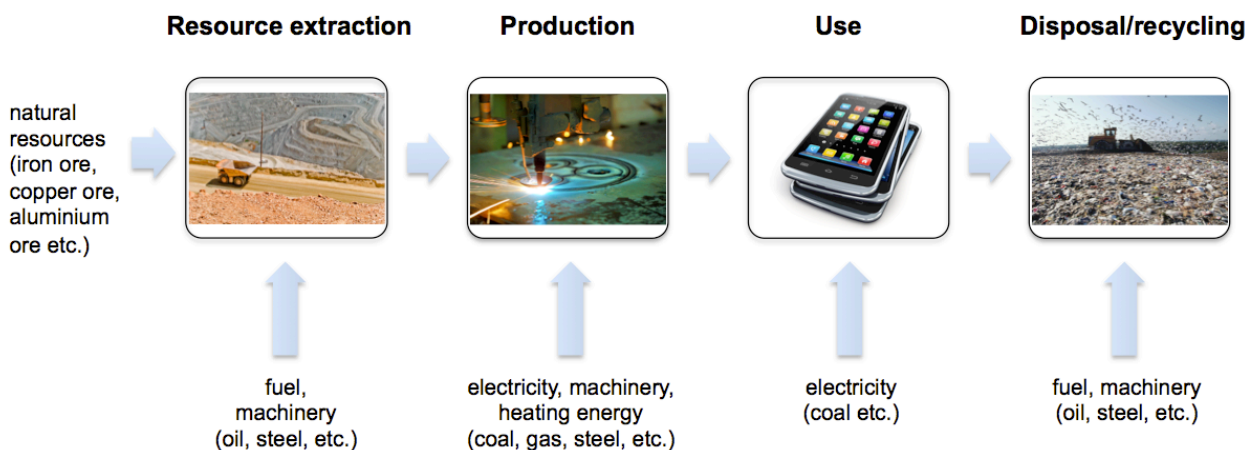 Resource extraction
Production
Use
Disposal/recycling
natural
resources
(iron ore,
copper ore,
aluminium
ore etc.)
fuel,
machinery
(oil, steel, etc.)
electricity, machinery,
heating energy
(coal, gas, steel, etc.)
electricity
(coal etc.)
fuel, machinery
(oil, steel, etc.)